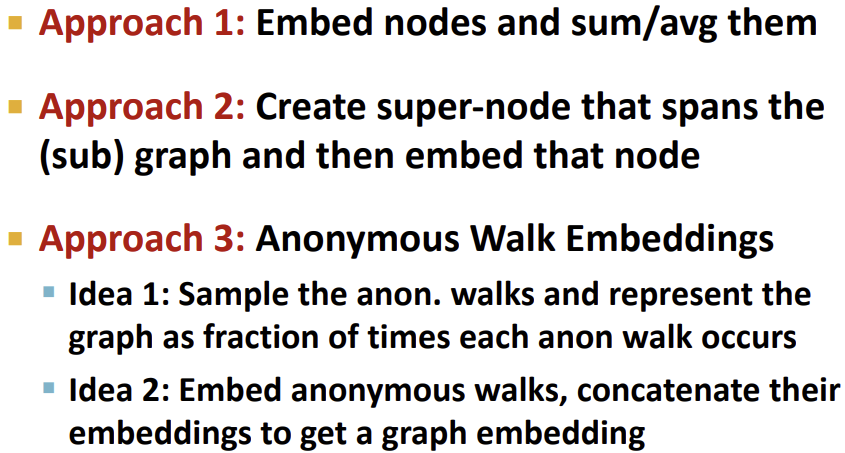 Approach 1: Embed nodes and sum/avg them
Approach 2: Create super-node that spans the
(sub) graph and then embed that node
Approach 3: Anonymous Walk Embeddings
Idea 1: Sample the anon. walks and represent the
graph as fraction of times each anon walk occurs
Idea 2: Embed anonymous walks, concatenate their
embeddings to get a graph embedding